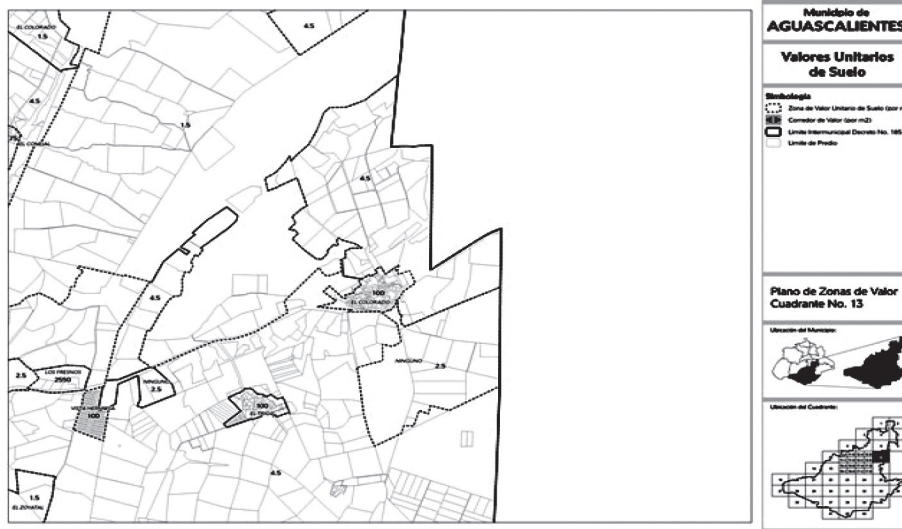 Municipio de
AGUASCALIENTES
Valores Unitarios
de Suelo
Simbología
Zona de Valor Unitario de Suelo (por
Corredor de Valor (por m2)
Limite Intermunicipal Decreto No. 185
Limite de Predio
Plano de Zonas de Valor
Cuadrante No. 13
Ubicación del Municipio:
Ubicación del Cuadrante:
EL COLORADO
1.5
4.5
4.5
1.5
EL CONEJAL
4.5
4.5
100
EL COLORADO
NINGUNO
2.5
2.5
LOS FRESNOS
2550
NINGUNO
2.5
100
100
4.5
1.5
EL ZOYATAL